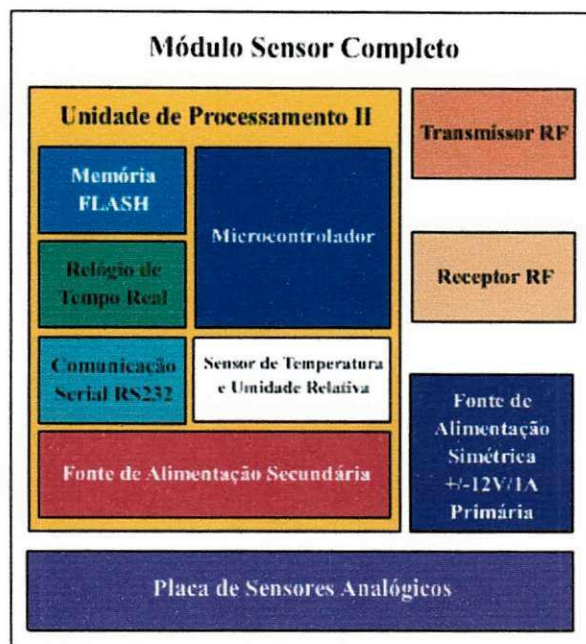 Módulo Sensor Completo
Unidade de Processamento II
Memória
FLASH
Microcontrolador
Relógio de
Tempo Real
Comunicação
Serial RS232
Sensor de Temperatura
e Umidade Relativa
Fonte de Alimentação Secundária
Transmissor RF
Receptor RF
Fonte de
Alimentação
Simétrica
+/-12V/1A
Primária
Placa de Sensores Analógicos